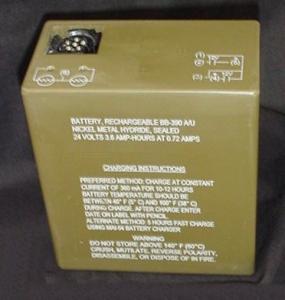 BATTERY, RECHARGEABLE BB-390 A/U
NICKEL METAL HYDRIDE, SEALED
24 VOLTS 3.6 AMP-HOURS AT 0.72 AMPS
CHARGING INSTRUCTIONS
PREFERRED METHOD: CHARGE AT CONSTANT
CURRENT OF 360 mA FOR 10-12 HOURS
BATTERY TEMPERATURE SHOULD BE
BETWEEN 40° F (5° C) AND 100° F (38° C)
DURING CHARGE. AFTER CHARGE ENTER
DATE ON LABEL WITH PENCIL.
ALTERNATE METHOD: 5 HOURS FAST CHARGE
USING MAI-64 BATTERY CHARGER
WARNING
DO NOT STORE ABOVE 140° F (60°C)
CRUSH, MUTILATE, REVERSE POLARITY,
DISASSEMBLE, OR DISPOSE OF IN FIRE.